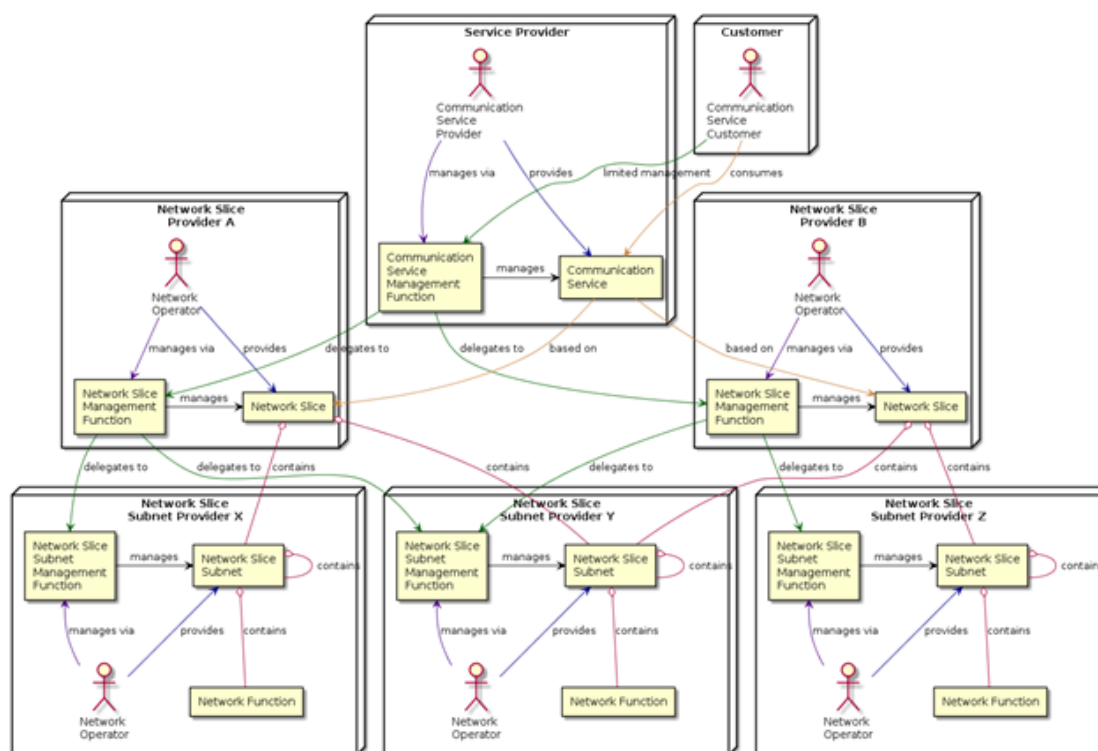 Service Provider
Customer
Communication
Service
Provider
Communication
Service
Customer
manages via
provides
limited management
consumes
Network Slice
Provider A
Network Slice
Provider B
Network
Operator
Communication
Service
Management
Function
manages
Communication
Service
Network
Operator
manages via
provides
delegates to
delegates to
based on
based on
manages via
provides
Network Slice
Management
Function
manages
Network Slice
Network Slice
Management
Function
manages
Network Slice
delegates to
delegates to
contains
contains
delegates to
contains
delegates to
contains
Network Slice
Subnet Provider X
Network Slice
Subnet Provider Y
Network Slice
Subnet Provider Z
Network Slice
Subnet
Management
Function
manages
Network Slice
Subnet
contains
Network Slice
Subnet
Management
Function
manages
Network Slice
Subnet
contains
Network Slice
Subnet
Management
Function
manages
Network Slice
Subnet
contain
manages via
provides
contains
manages via
provides
contains
manages via
provides
contains
Network
Operator
Network Function
Network
Operator
Network Function
Network
Operator
Network Function